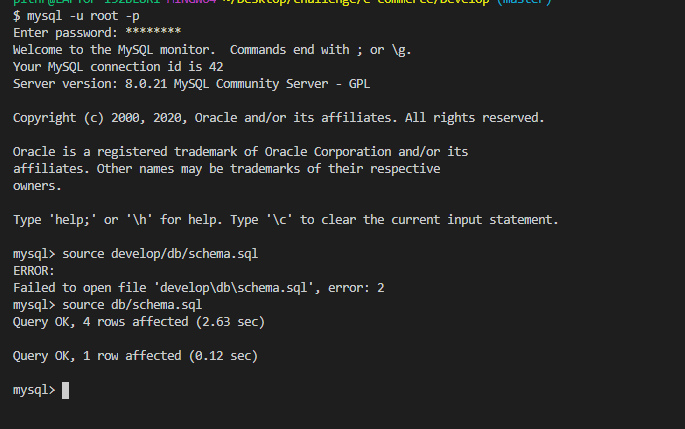 ~/Desktop/Challenge/e-commerce/Develop (master)
$ mysql -u root -p
Enter password: ********
Welcome to the MySQL monitor.  Commands end with ; or \g.
Your MySQL connection id is 42
Server version: 8.0.21 MySQL Community Server - GPL

Copyright (c) 2000, 2020, Oracle and/or its affiliates. All rights reserved.

Oracle is a registered trademark of Oracle Corporation and/or its
affiliates. Other names may be trademarks of their respective
owners.

Type 'help;' or '\h' for help. Type '\c' to clear the current input statement.

mysql> source develop/db/schema.sql
ERROR:
Failed to open file 'develop\db\schema.sql', error: 2
mysql> source db/schema.sql
Query OK, 4 rows affected (2.63 sec)

Query OK, 1 row affected (0.12 sec)

mysql>